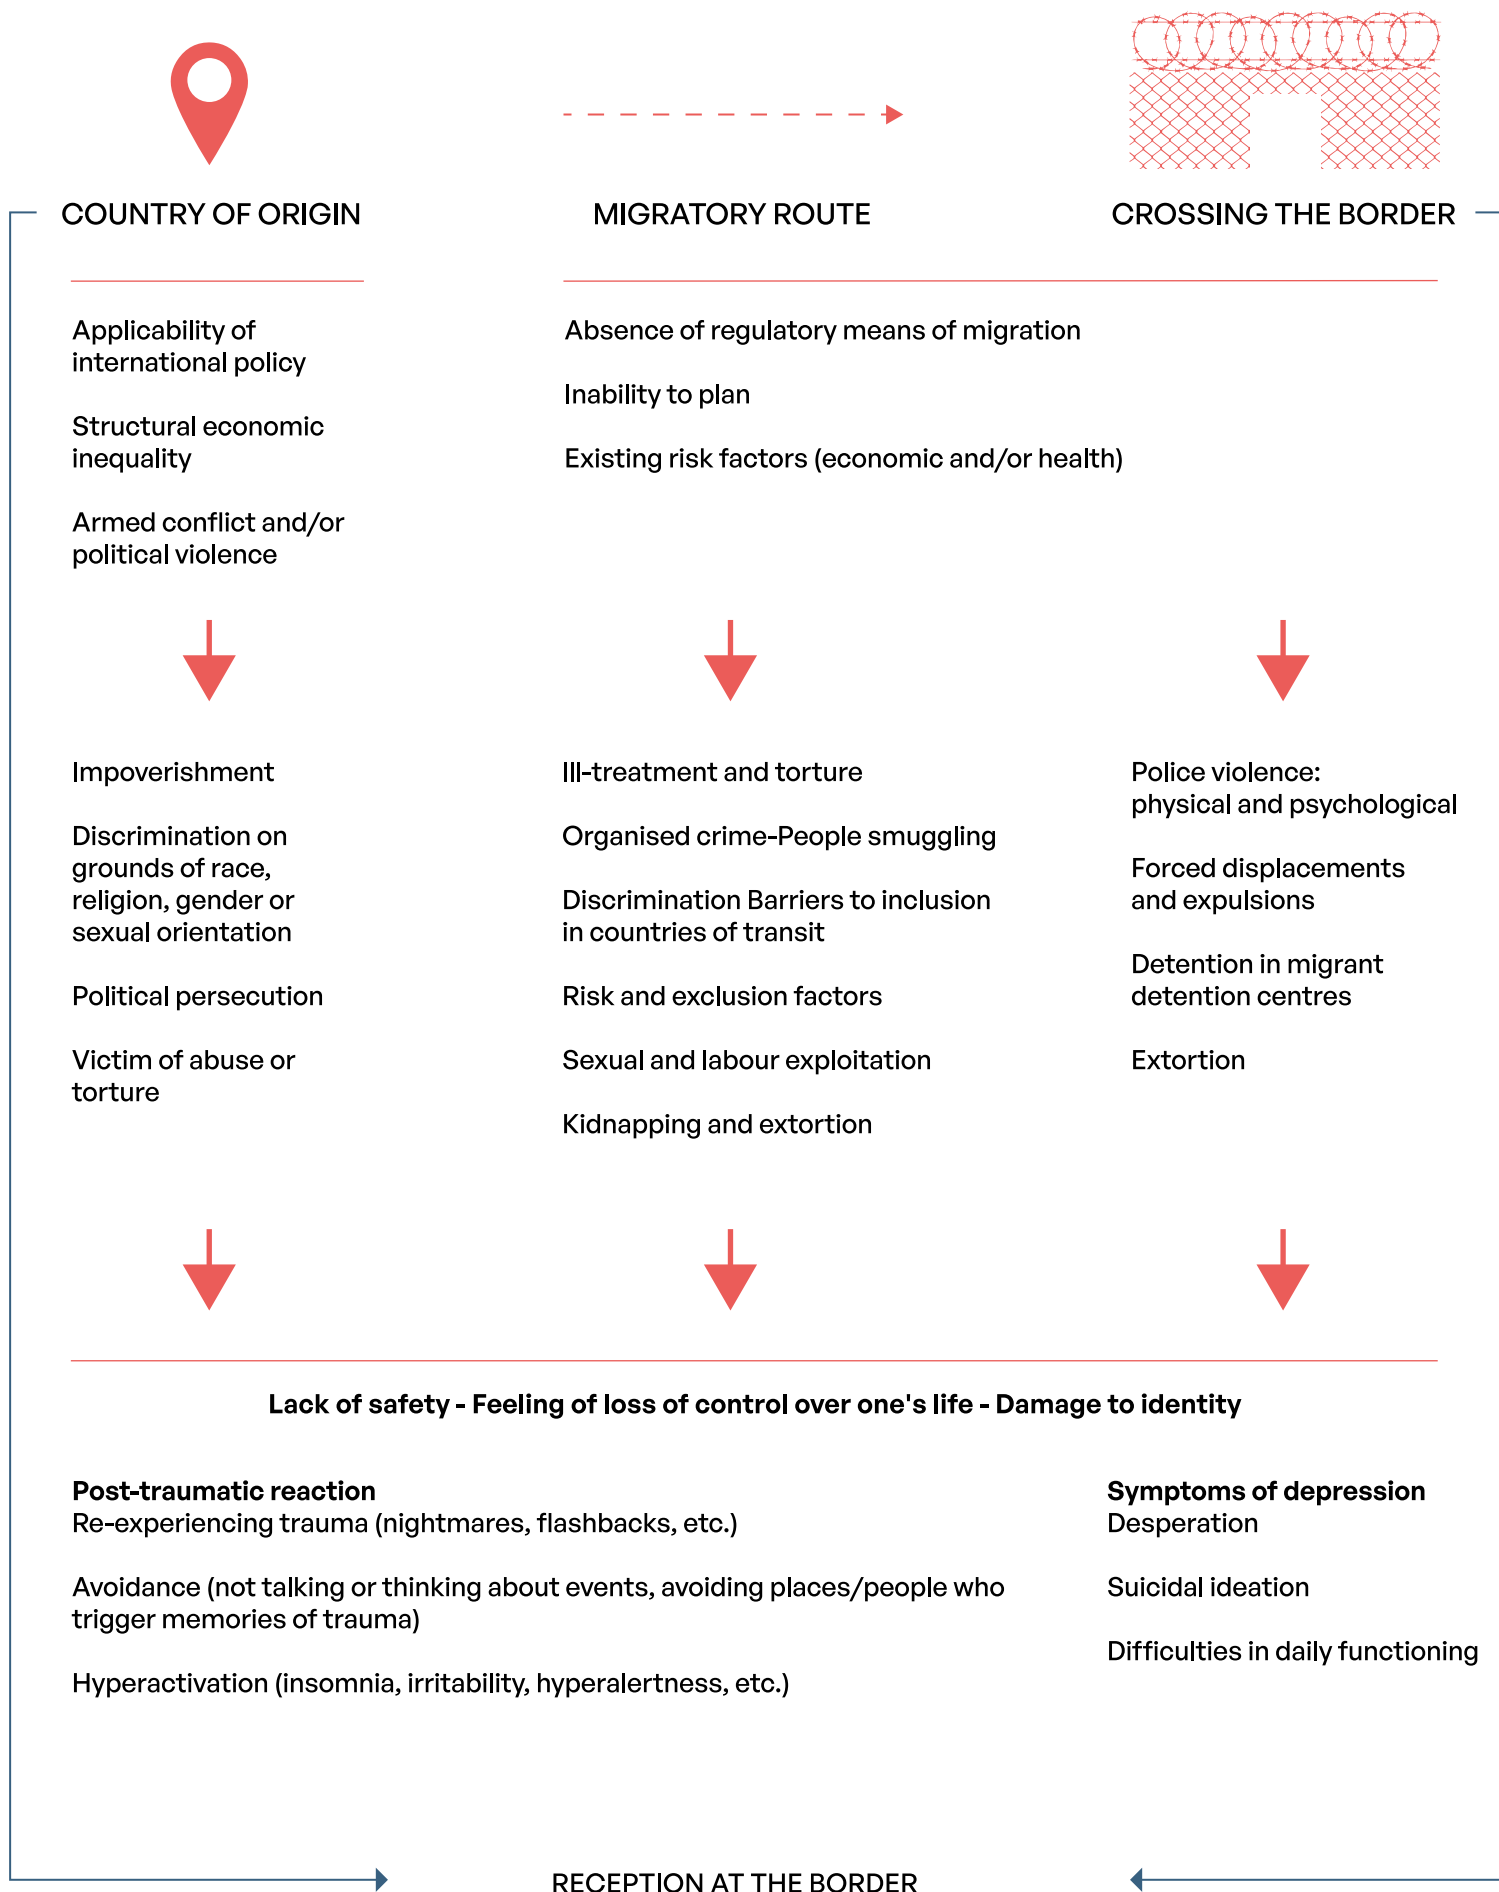 COUNTRY OF ORIGIN
MIGRATORY ROUTE
CROSSING THE BORDER
Applicability of
international policy
Structural economic
inequality
Armed conflict and/or
political violence
Absence of regulatory means of migration
Inability to plan
Existing risk factors (economic and/or health)
Impoverishment
Discrimination on
grounds of race,
religion, gender or
sexual orientation
Political persecution
Victim of abuse or
torture
Ill-treatment and torture
Organised crime-People smuggling
Discrimination Barriers to inclusion
in countries of transit
Risk and exclusion factors
Sexual and labour exploitation
Kidnapping and extortion
Police violence:
physical and psychological
Forced displacements
and expulsions
Detention in migrant
detention centres
Extortion
Lack of safety - Feeling of loss of control over one's life - Damage to identity
Post-traumatic reaction
Re-experiencing trauma (nightmares, flashbacks, etc.)
Avoidance (not talking or thinking about events, avoiding places/people who
trigger memories of trauma)
Hyperactivation (insomnia, irritability, hyperalertness, etc.)
Symptoms of depression
Desperation
Suicidal ideation
Difficulties in daily functioning
RECEPTION AT THE BORDER